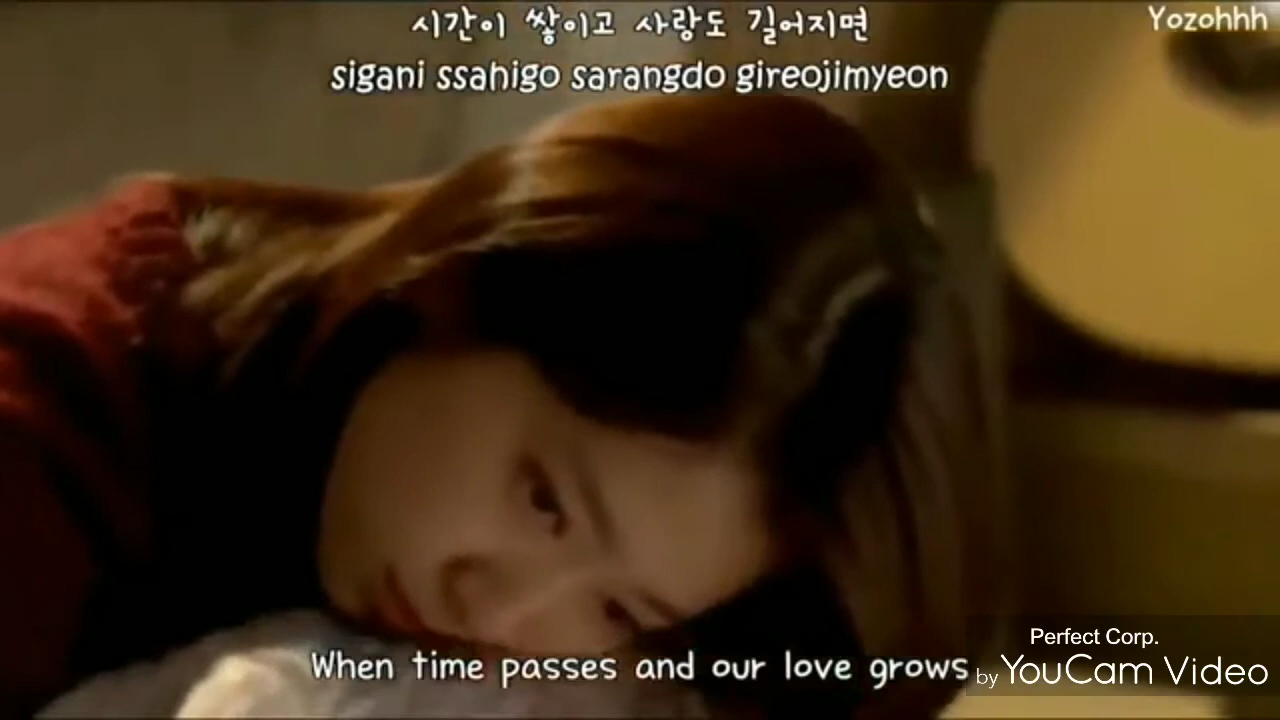 시간이 쌓이고 사랑도 길어지면
Yozohhh
sigani ssahigo sarangdo gireojimyeon
When time passes and our love grows
Perfect Corp.
by YouCam Video